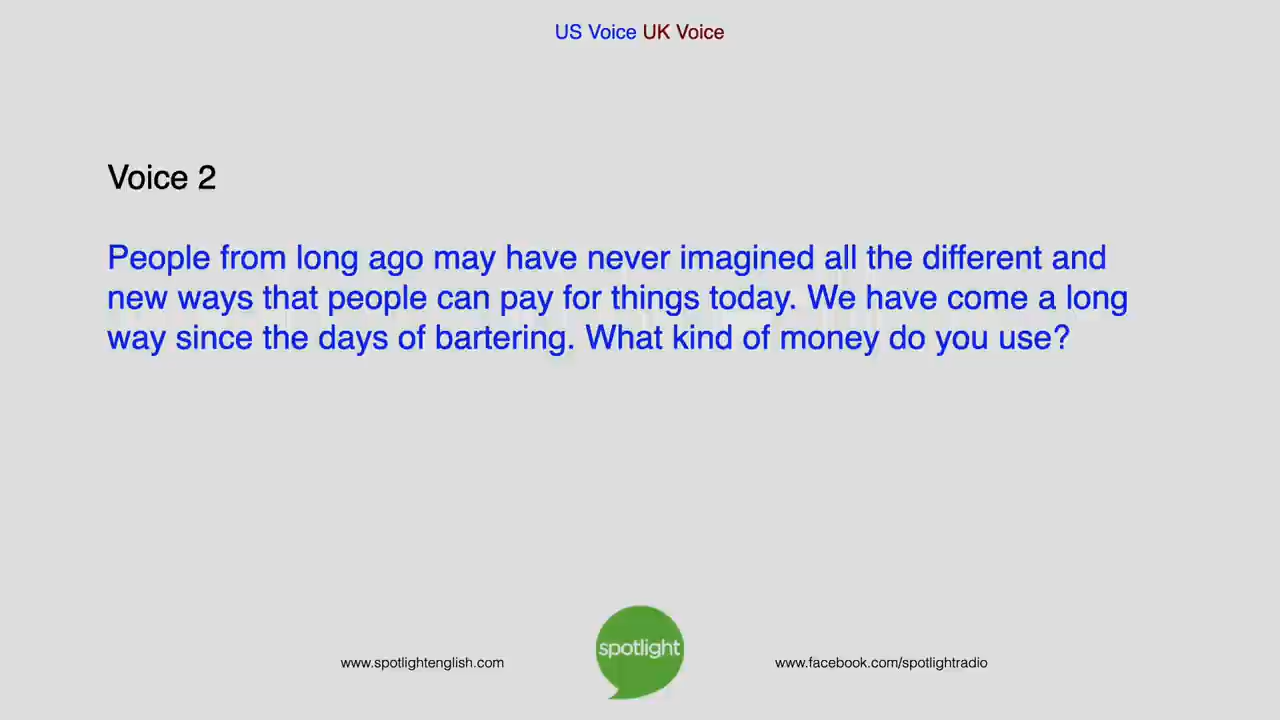 US Voice UK Voice
Voice 2
People from long ago may have never imagined all the different and
new ways that people can pay for things today. We have come a long
way since the days of bartering. What kind of money do you use?
spotlight
www.spotlightenglish.com
www.facebook.com/spotlightradio